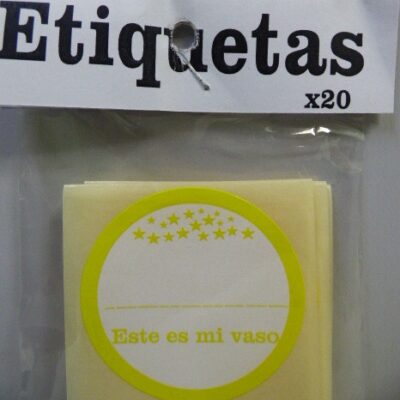 Etiquetas
x20
Este es mi vaso